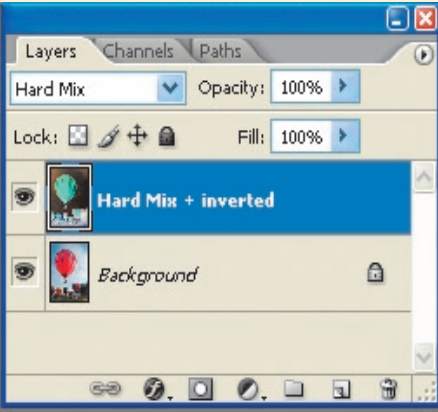 Layers Channels Paths
Hard Mix Opacity: 100%
Lock: Fill: 100%
Hard Mix + inverted
Background